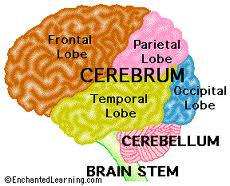 Frontal
Lobe
Parietal
Lobe
CEREBRUM
Temporal
Lobe
Occipital
Lobe
CEREBELLUM
BRAIN STEM
©EnchantedLearning.com